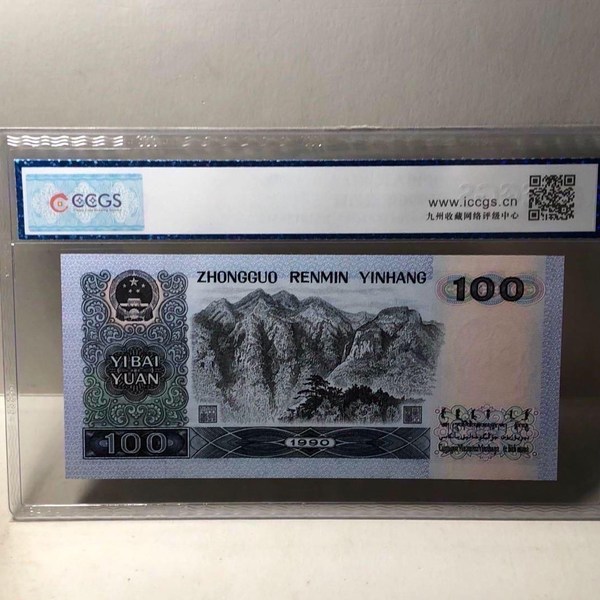 CCGS
www.iccgs.cn
九州收藏网络评级中心
ZHONGGUO RENMIN YINHANG
100
YIBAI
YUAN
100
1990